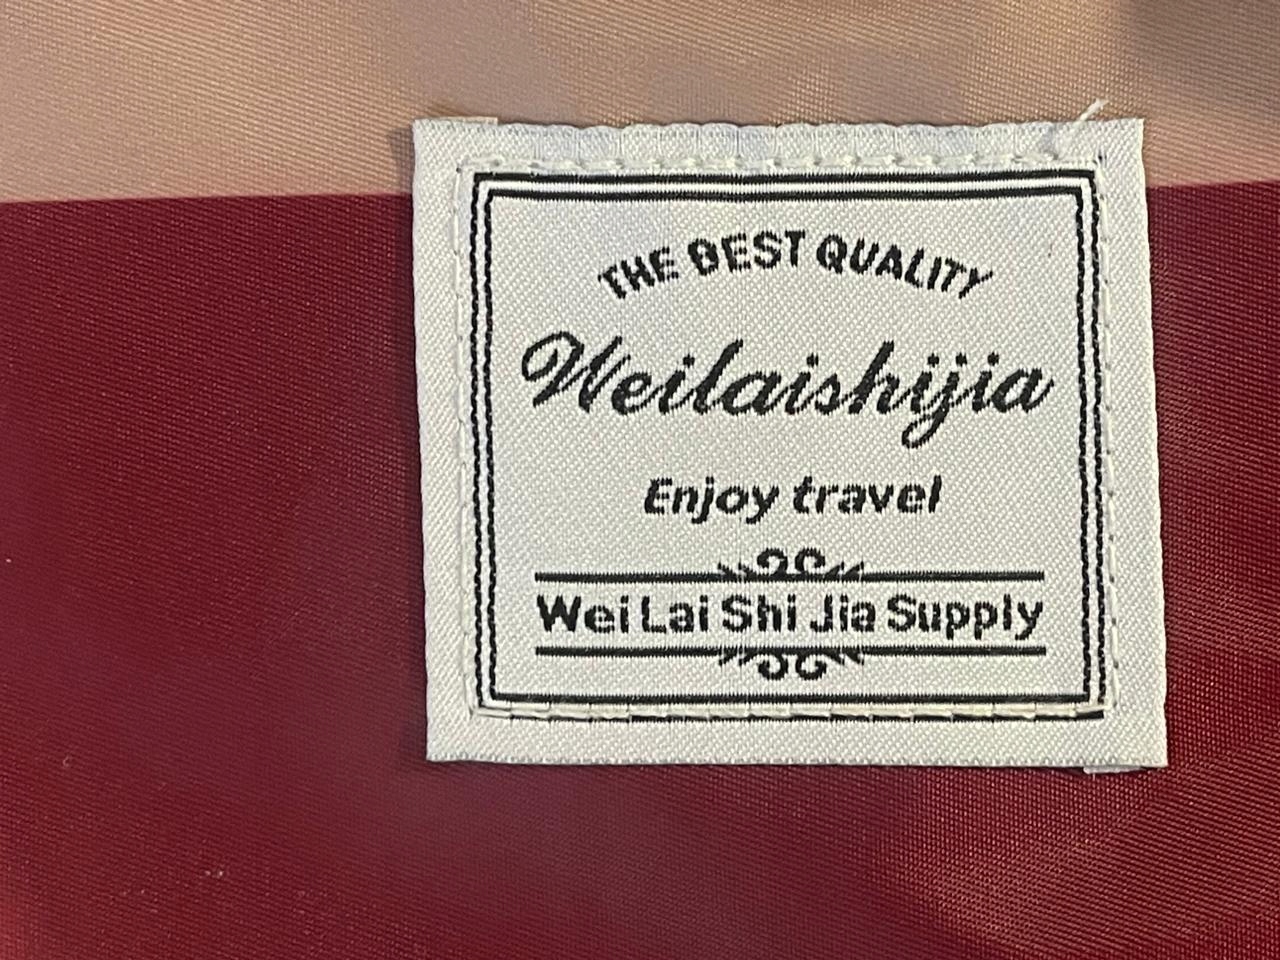 THE BEST QUALITY
Weilaishijia
Enjoy travel
Wei Lai Shi Jia Supply